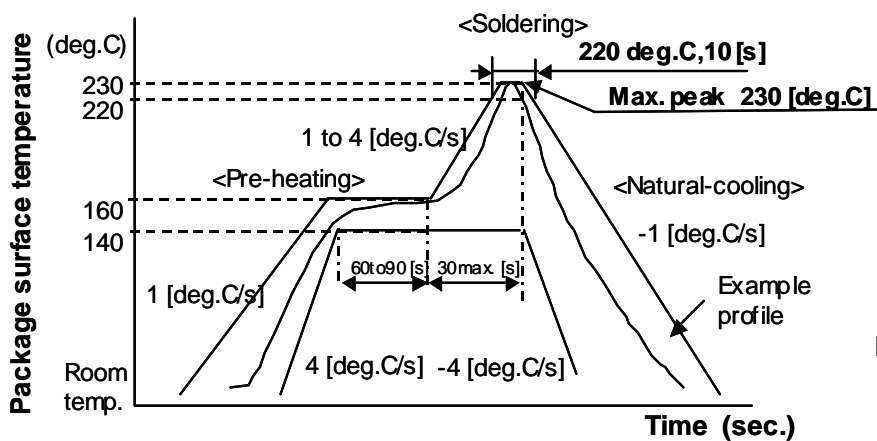 <Soldering>
(deg.C)
220 deg.C,10 [s]
230
220
Max. peak 230 [deg.C]
1 to 4 [deg.C/s]
<Pre-heating>
<Natural-cooling>
160
140
-1 [deg.C/s]
60to90 [s]
30max. [s]
1 [deg.C/s]
Example
profile
4 [deg.C/s]
-4 [deg.C/s]
Room
temp.
Package surface temperature
Time (sec.)